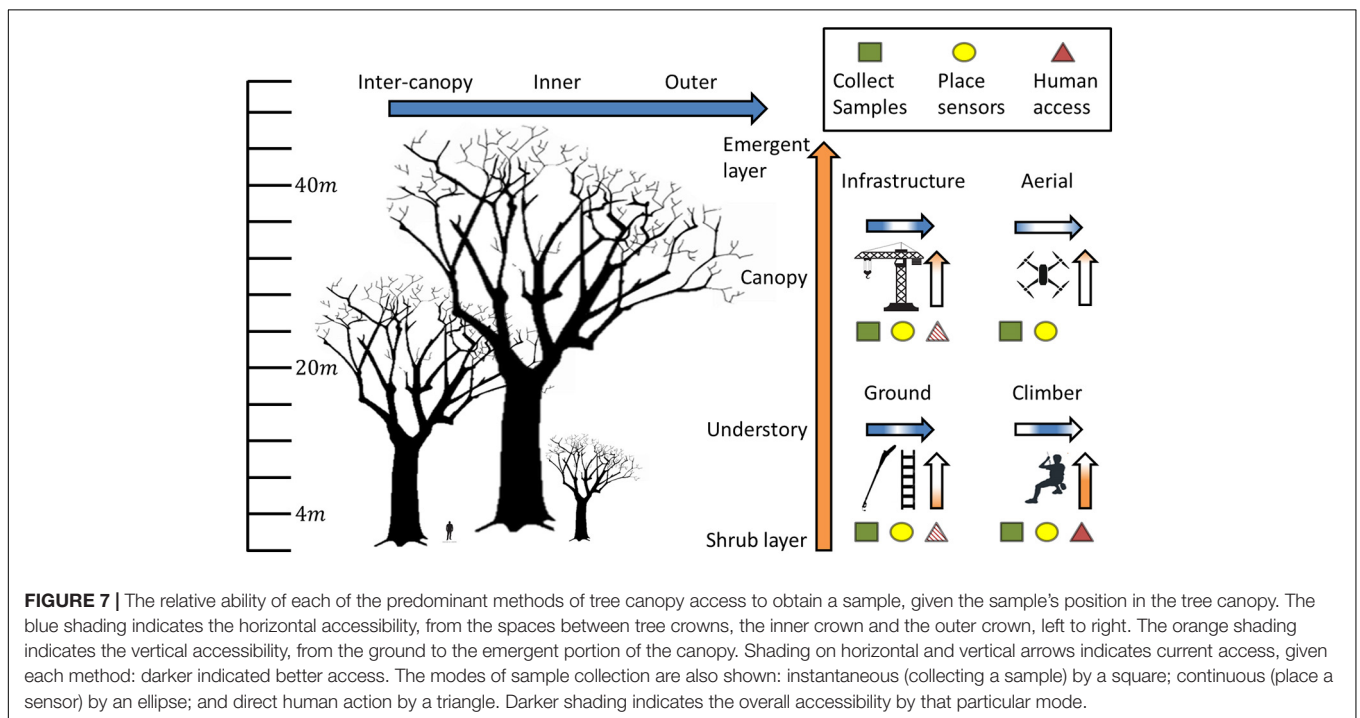 Inter-canopy Inner Outer
Collect Samples
Place sensors
Human access
40m
20m
4m
Emergent layer
Canopy
Understory
Shrub layer
Infrastructure
Aerial
Ground
Climber
FIGURE 7 | The relative ability of each of the predominant methods of tree canopy access to obtain a sample, given the sample's position in the tree canopy. The
blue shading indicates the horizontal accessibility, from the spaces between tree crowns, the inner crown and the outer crown, left to right. The orange shading
indicates the vertical accessibility, from the ground to the emergent portion of the canopy. Shading on horizontal and vertical arrows indicates current access, given
each method: darker indicated better access. The modes of sample collection are also shown: instantaneous (collecting a sample) by a square; continuous (place a
sensor) by an ellipse; and direct human action by a triangle. Darker shading indicates the overall accessibility by that particular mode.